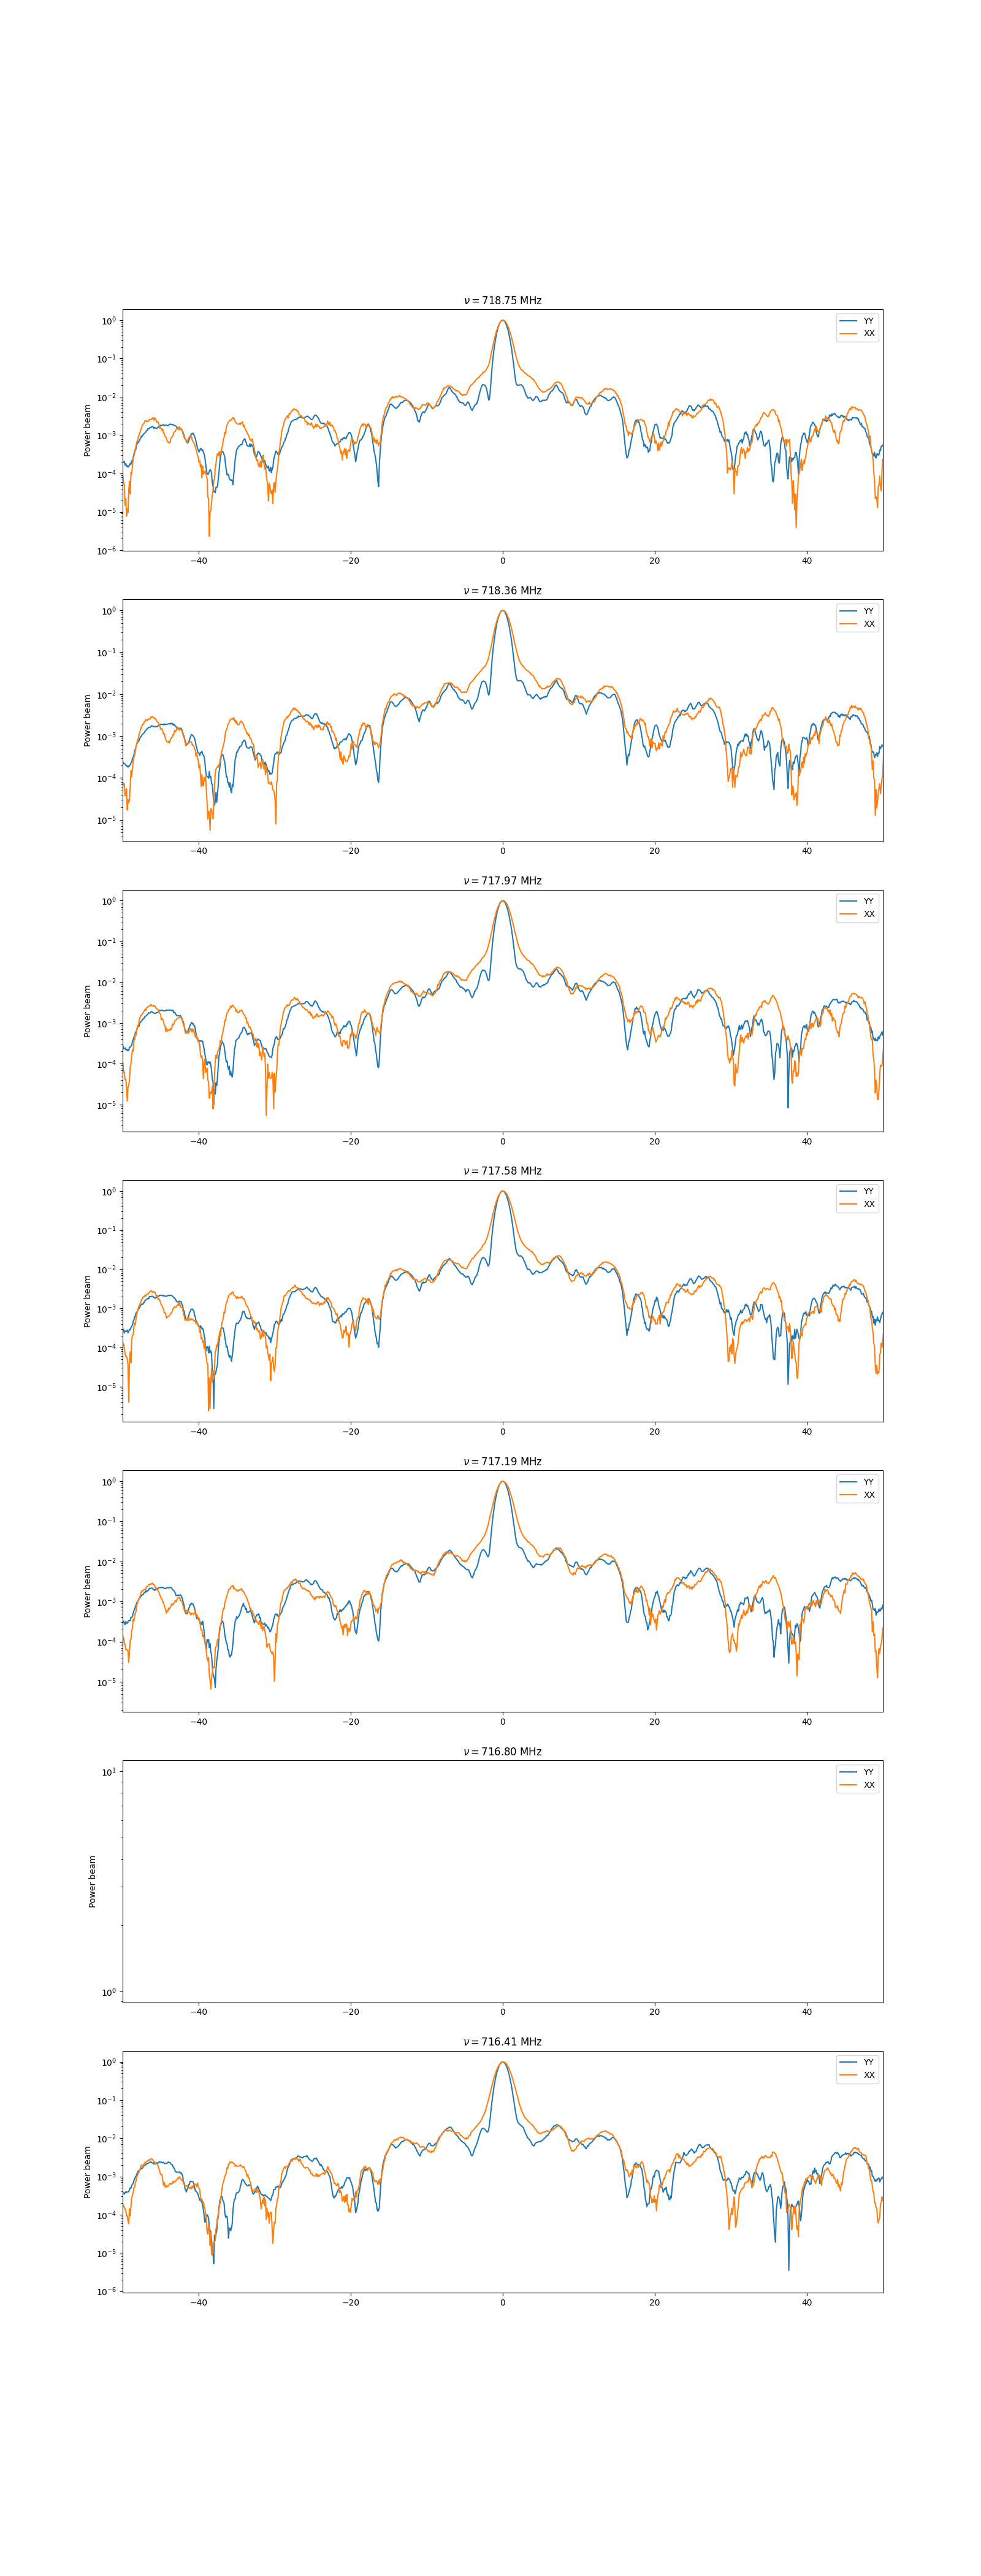 ν = 718.75 MHz
10⁰
10⁻¹
10⁻²
10⁻³
10⁻⁴
10⁻⁵
10⁻⁶
Power beam
YY
XX
−40 −20 0 20 40
ν = 718.36 MHz
10⁰
10⁻¹
10⁻²
10⁻³
10⁻⁴
10⁻⁵
Power beam
YY
XX
−40 −20 0 20 40
ν = 717.97 MHz
10⁰
10⁻¹
10⁻²
10⁻³
10⁻⁴
10⁻⁵
Power beam
YY
XX
−40 −20 0 20 40
ν = 717.58 MHz
10⁰
10⁻¹
10⁻²
10⁻³
10⁻⁴
10⁻⁵
Power beam
YY
XX
−40 −20 0 20 40
ν = 717.19 MHz
10⁰
10⁻¹
10⁻²
10⁻³
10⁻⁴
10⁻⁵
Power beam
YY
XX
−40 −20 0 20 40
ν = 716.80 MHz
10¹
10⁰
Power beam
YY
XX
−40 −20 0 20 40
ν = 716.41 MHz
10⁰
10⁻¹
10⁻²
10⁻³
10⁻⁴
10⁻⁵
10⁻⁶
Power beam
YY
XX
−40 −20 0 20 40